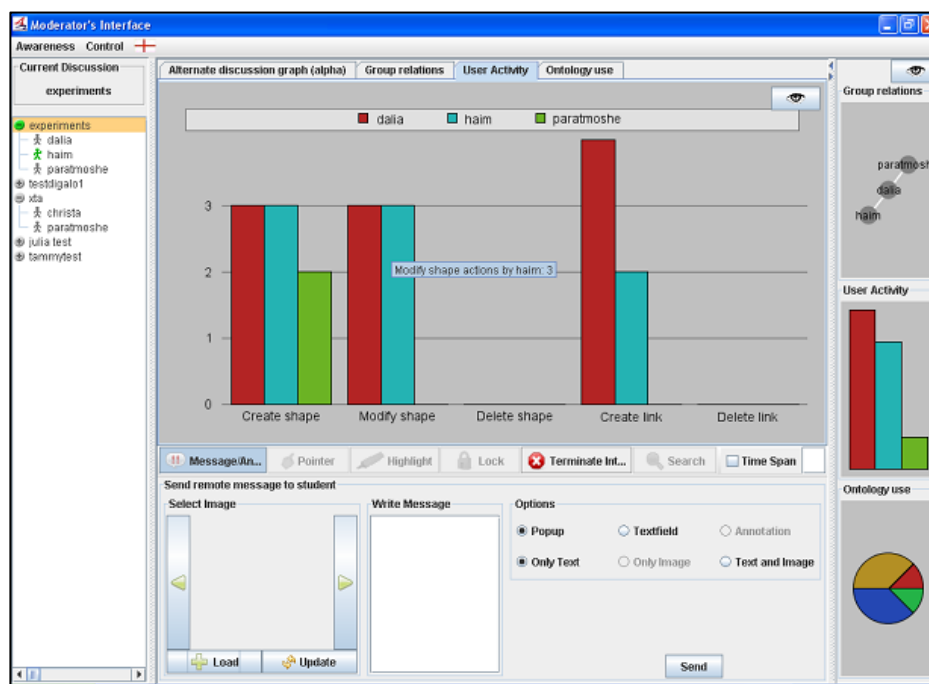 Moderator's Interface
Awareness Control
Current Discussion
experiments
experiments
dalia
haim
paratmoshe
testdigalo1
xta
christa
paratmoshe
julia test
tammytest
Alternate discussion graph (alpha) Group relations User Activity Ontology use
dalia haim paratmoshe
3
2
1
0
Modify shape actions by haim: 3
Create shape Modify shape Delete shape Create link Delete link
Message/An... Pointer Highlight Lock Terminate Int... Search Time Span
Send remote message to student
Select Image
Load Update
Write Message
Options
Popup Textfield Annotation
Only Text Only Image Text and Image
Send
Group relations
paratmosh
dalia
haim
User Activity
Ontology use